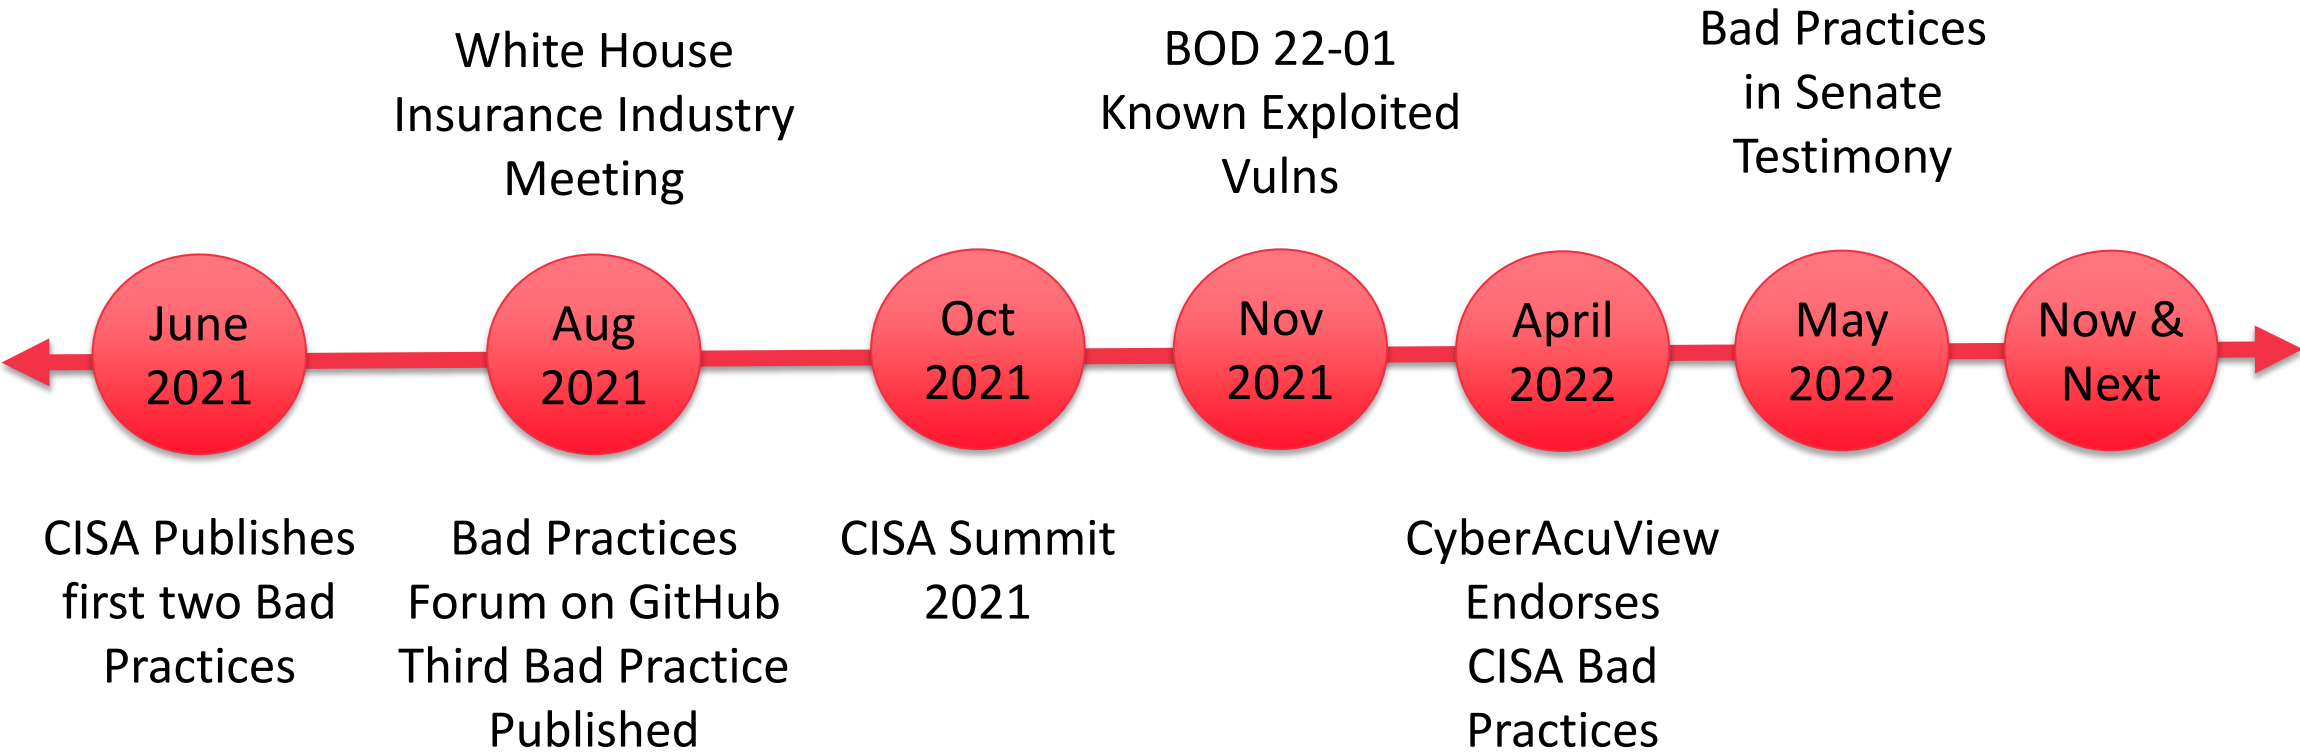 White House
Insurance Industry
Meeting
BOD 22-01
Known Exploited
Vulns
Bad Practices
in Senate
Testimony
June
2021
Aug
2021
Oct
2021
Nov
2021
April
2022
May
2022
Now &
Next
CISA Publishes
first two Bad
Practices
Bad Practices
Forum on GitHub
Third Bad Practice
Published
CISA Summit
2021
CyberAcuView
Endorses
CISA Bad
Practices